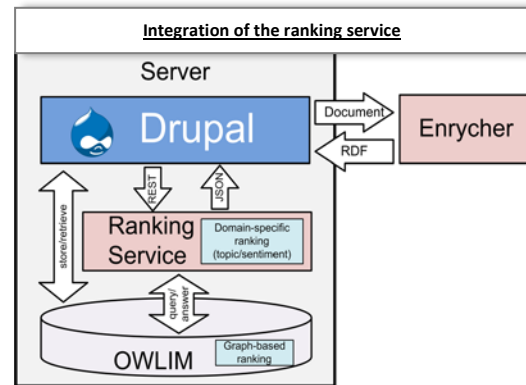 Integration of the ranking service
Server
Drupal
Document
RDF
Enrycher
REST
JSON
store/retrieve
Ranking
Service
Domain-specific
ranking
(topic/sentiment)
query/
answer
OWLIM
Graph-based
ranking